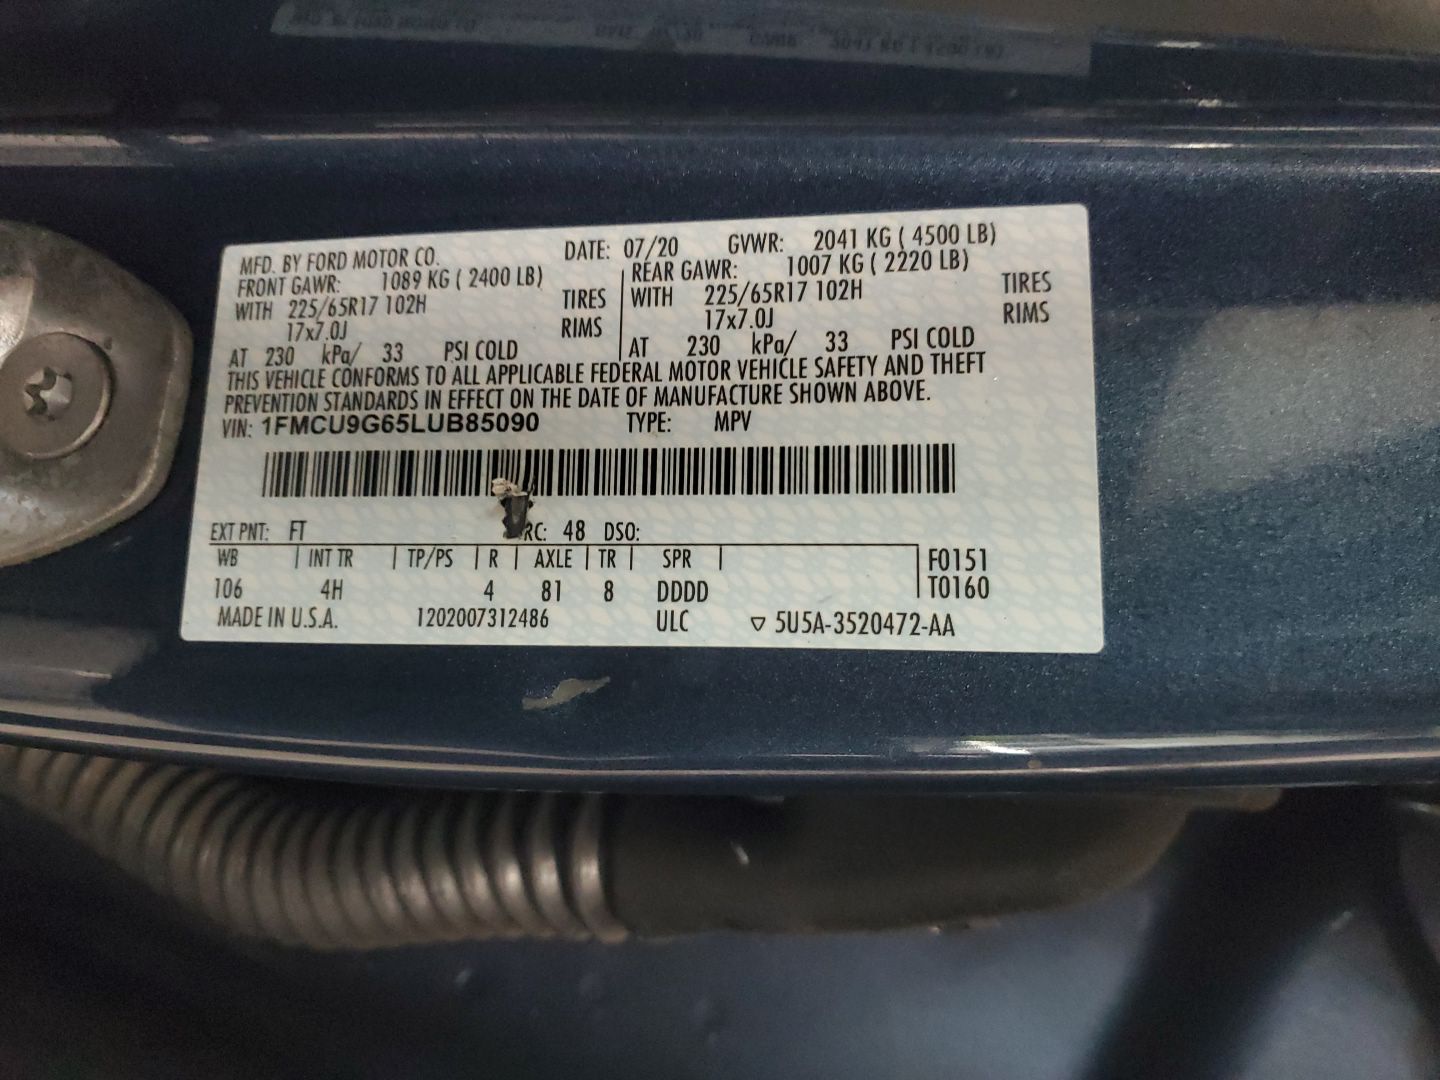 MFD. BY FORD MOTOR CO. DATE: 07/20 GVWR: 2041 KG ( 4500 LB)
FRONT GAWR: 1089 KG ( 2400 LB) REAR GAWR: 1007 KG ( 2220 LB)
WITH 225/65R17 102H TIRES WITH 225/65R17 102H TIRES
17x7.0J RIMS 17x7.0J RIMS
AT 230 kPa/ 33 PSI COLD AT 230 kPa/ 33 PSI COLD
THIS VEHICLE CONFORMS TO ALL APPLICABLE FEDERAL MOTOR VEHICLE SAFETY AND THEFT
PREVENTION STANDARDS IN EFFECT ON THE DATE OF MANUFACTURE SHOWN ABOVE.
VIN: 1FMCU9G65LUB85090 TYPE: MPV
EXT PNT: FT RC: 48 DSO:
WB INT TR TP/PS R AXLE TR SPR F0151
106 4H 4 81 8 DDDD T0160
MADE IN U.S.A. 1202007312486 ULC ▽ 5U5A-3520472-AA